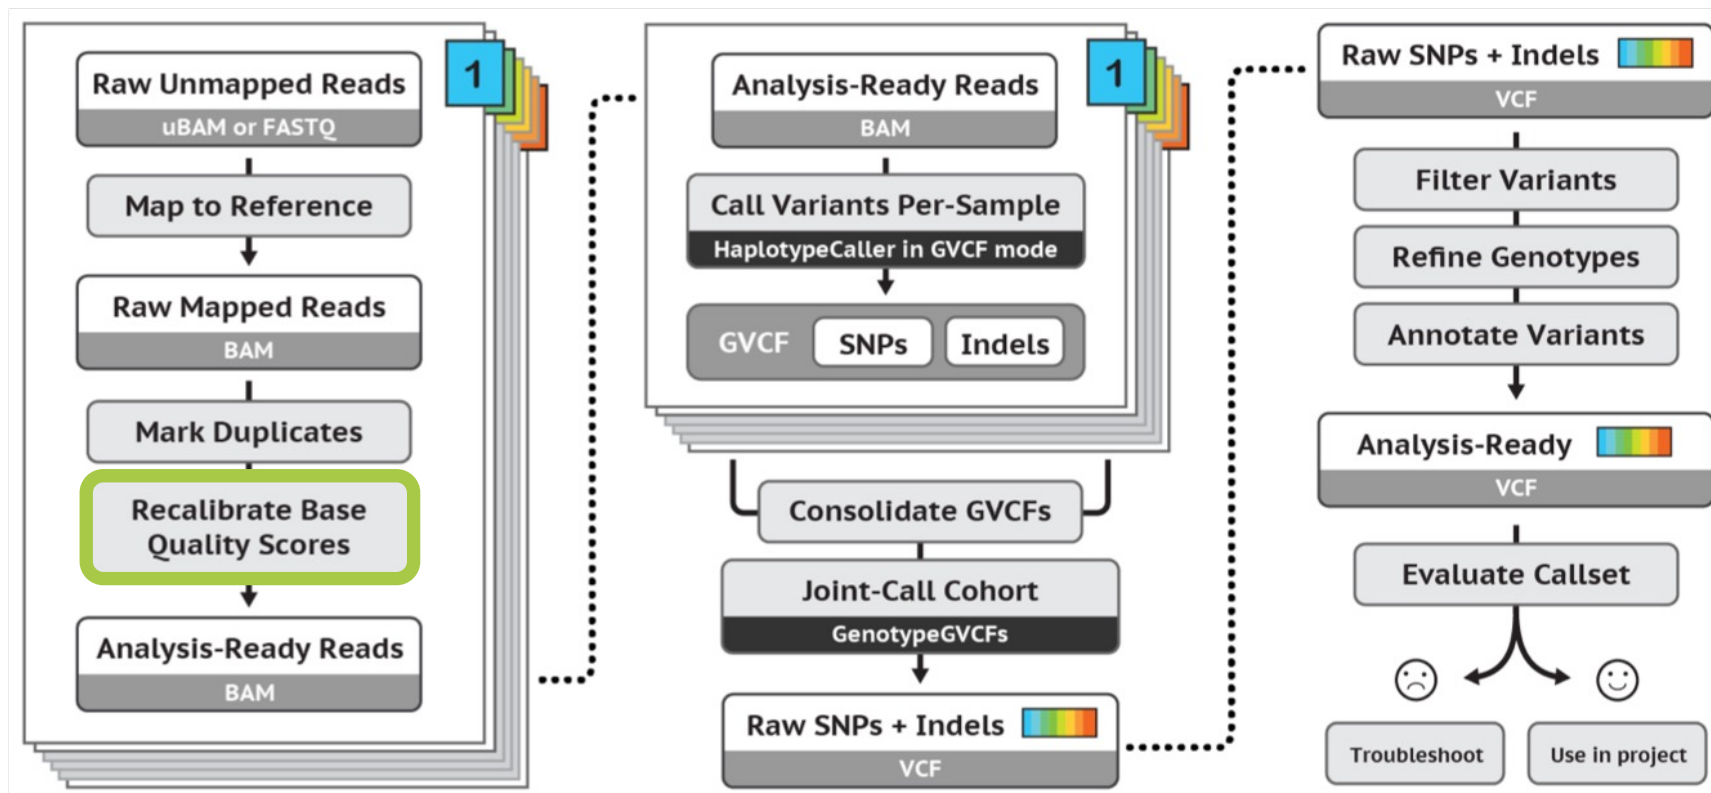 Raw Unmapped Reads
uBAM or FASTQ
1
Map to Reference
Raw Mapped Reads
BAM
Mark Duplicates
Recalibrate Base
Quality Scores
Analysis-Ready Reads
BAM
Analysis-Ready Reads
BAM
1
Call Variants Per-Sample
HaplotypeCaller in GVCF mode
GVCF SNPs Indels
Consolidate GVCFs
Joint-Call Cohort
GenotypeGVCFs
Raw SNPs + Indels
VCF
Raw SNPs + Indels
VCF
Filter Variants
Refine Genotypes
Annotate Variants
Analysis-Ready
VCF
Evaluate Callset
Troubleshoot
Use in project